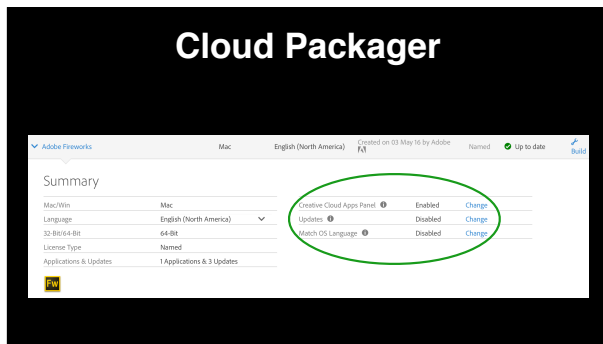 Cloud Packager
Adobe Fireworks Mac English (North America) Created on 03 May 16 by Adobe Named Up to date Build
Summary
Mac/Win Mac
Language English (North America)
32-Bit/64-Bit 64-Bit
License Type Named
Applications & Updates 1 Applications & 3 Updates
Creative Cloud Apps Panel Enabled Change
Updates Disabled Change
Match OS Language Disabled Change
Fw